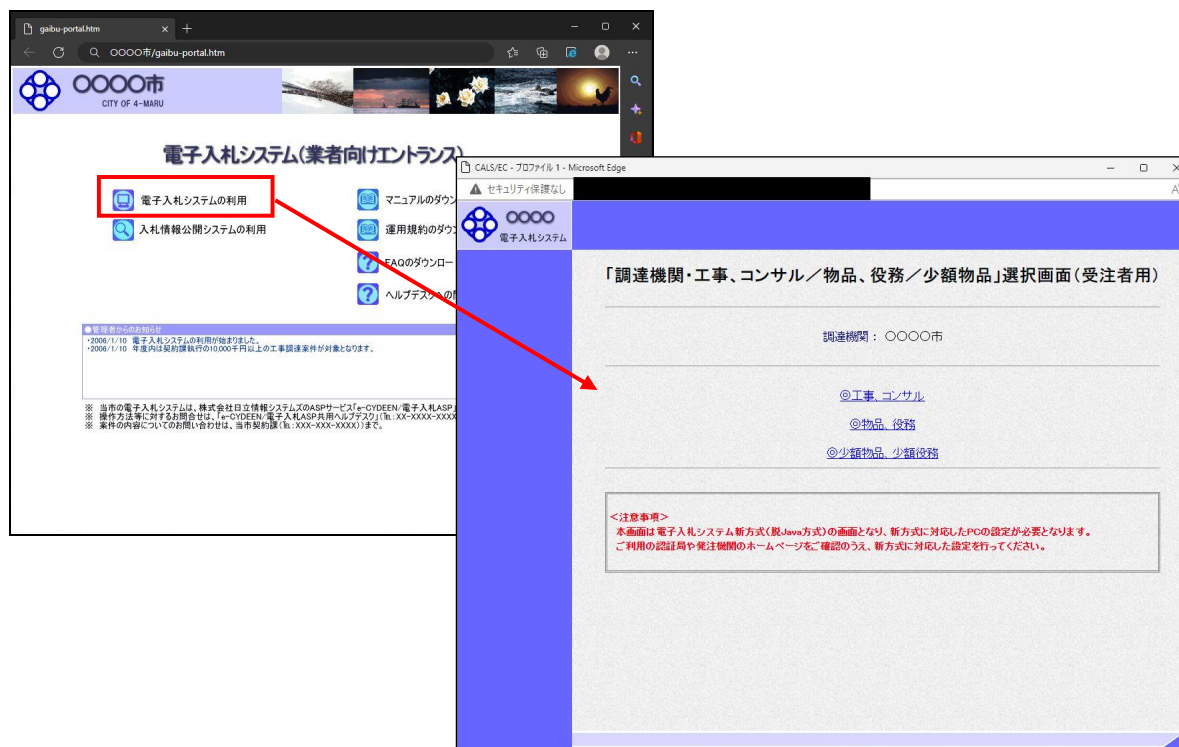 gaibu-portal.htm
〇〇〇〇市/gaibu-portal.htm
〇〇〇〇市
CITY OF 4-MARU
電子入札システム(業者向けエントランス)
電子入札システムの利用
マニュアルのダウン
入札情報公開システムの利用
運用規約のダウ
FAQのダウンロー
ヘルプデスクへの
●管理者からのお知らせ
・2006/1/10 電子入札システムの利用が始まりました。
・2006/1/10 年度内は契約課執行の10,000千円以上の工事調達案件が対象となります。
※ 当市の電子入札システムは、株式会社日立情報システムズのASPサービス「e-CYDEEN/電子入札ASP」
※ 操作方法等に対するお問合せは、「e-CYDEEN/電子入札ASP共用ヘルプデスク」(℡:XX-XXXX-XXXX
※ 案件の内容についてのお問い合わせは、当市契約課(℡:XXX-XXX-XXXX))まで。
CALS/EC - プロファイル 1 - Microsoft Edge
セキュリティ保護なし
〇〇〇〇
電子入札システム
「調達機関・工事、コンサル／物品、役務／少額物品」選択画面(受注者用)
調達機関： 〇〇〇〇市
◎工事、コンサル
◎物品、役務
◎少額物品、少額役務
＜注意事項＞
本画面は電子入札システム新方式(脱Java方式)の画面となり、新方式に対応したPCの設定が必要となります。
ご利用の認証局や発注機関のホームページをご確認のうえ、新方式に対応した設定を行ってください。